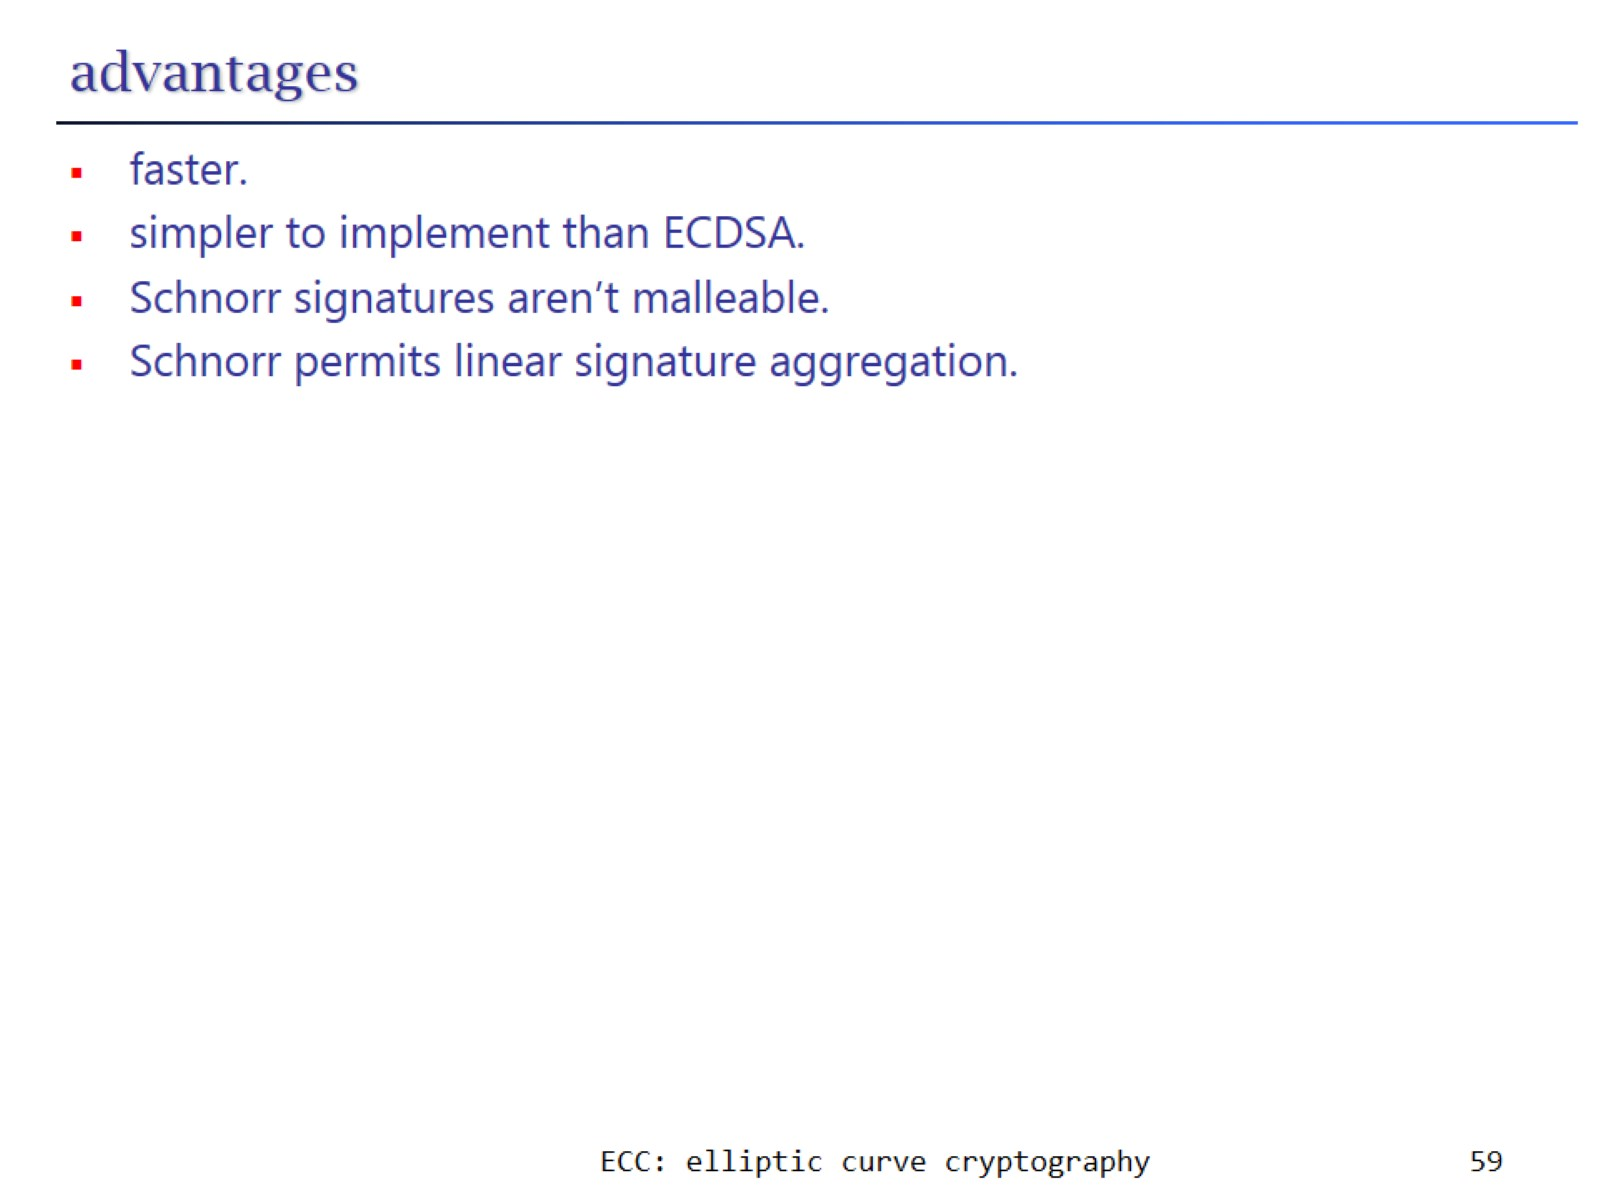 advantages
faster.
simpler to implement than ECDSA.
Schnorr signatures aren’t malleable.
Schnorr permits linear signature aggregation.
ECC: elliptic curve cryptography
59